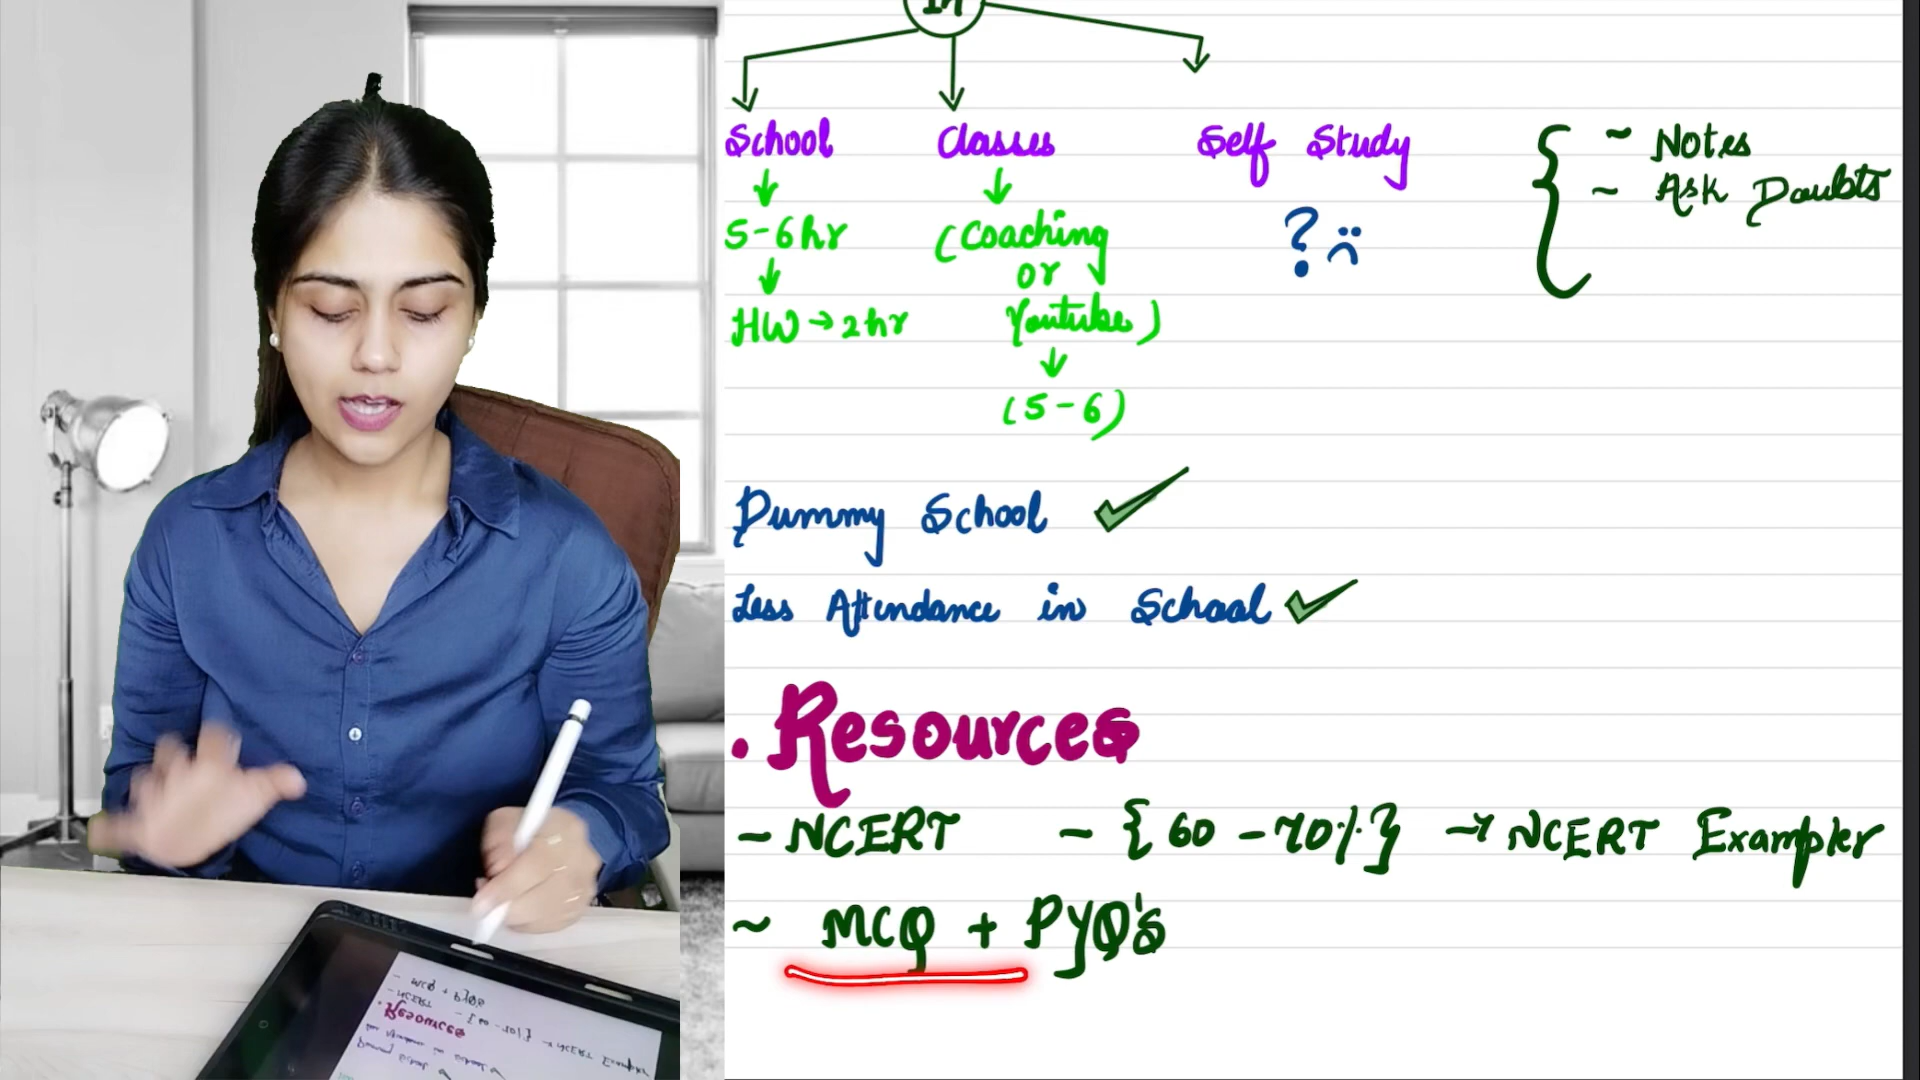 School Classes Self Study ~ Notes
~ Ask Doubts
5-6hr (Coaching ?
or
HW → 2hr Youtube)
(5-6)
Dummy School ✓
Less Attendance in School ✓
. Resources
- NCERT - {60 - 70%} → NCERT Exampler
~ MCQ + PYQ's